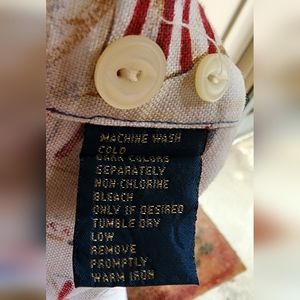 MACHINE WASH
COLD
DARK COLORS
SEPARATELY
NON-CHLORINE
BLEACH
ONLY IF DESIRED
TUMBLE DRY
LOW
REMOVE
PROMPTLY
WARM IRON